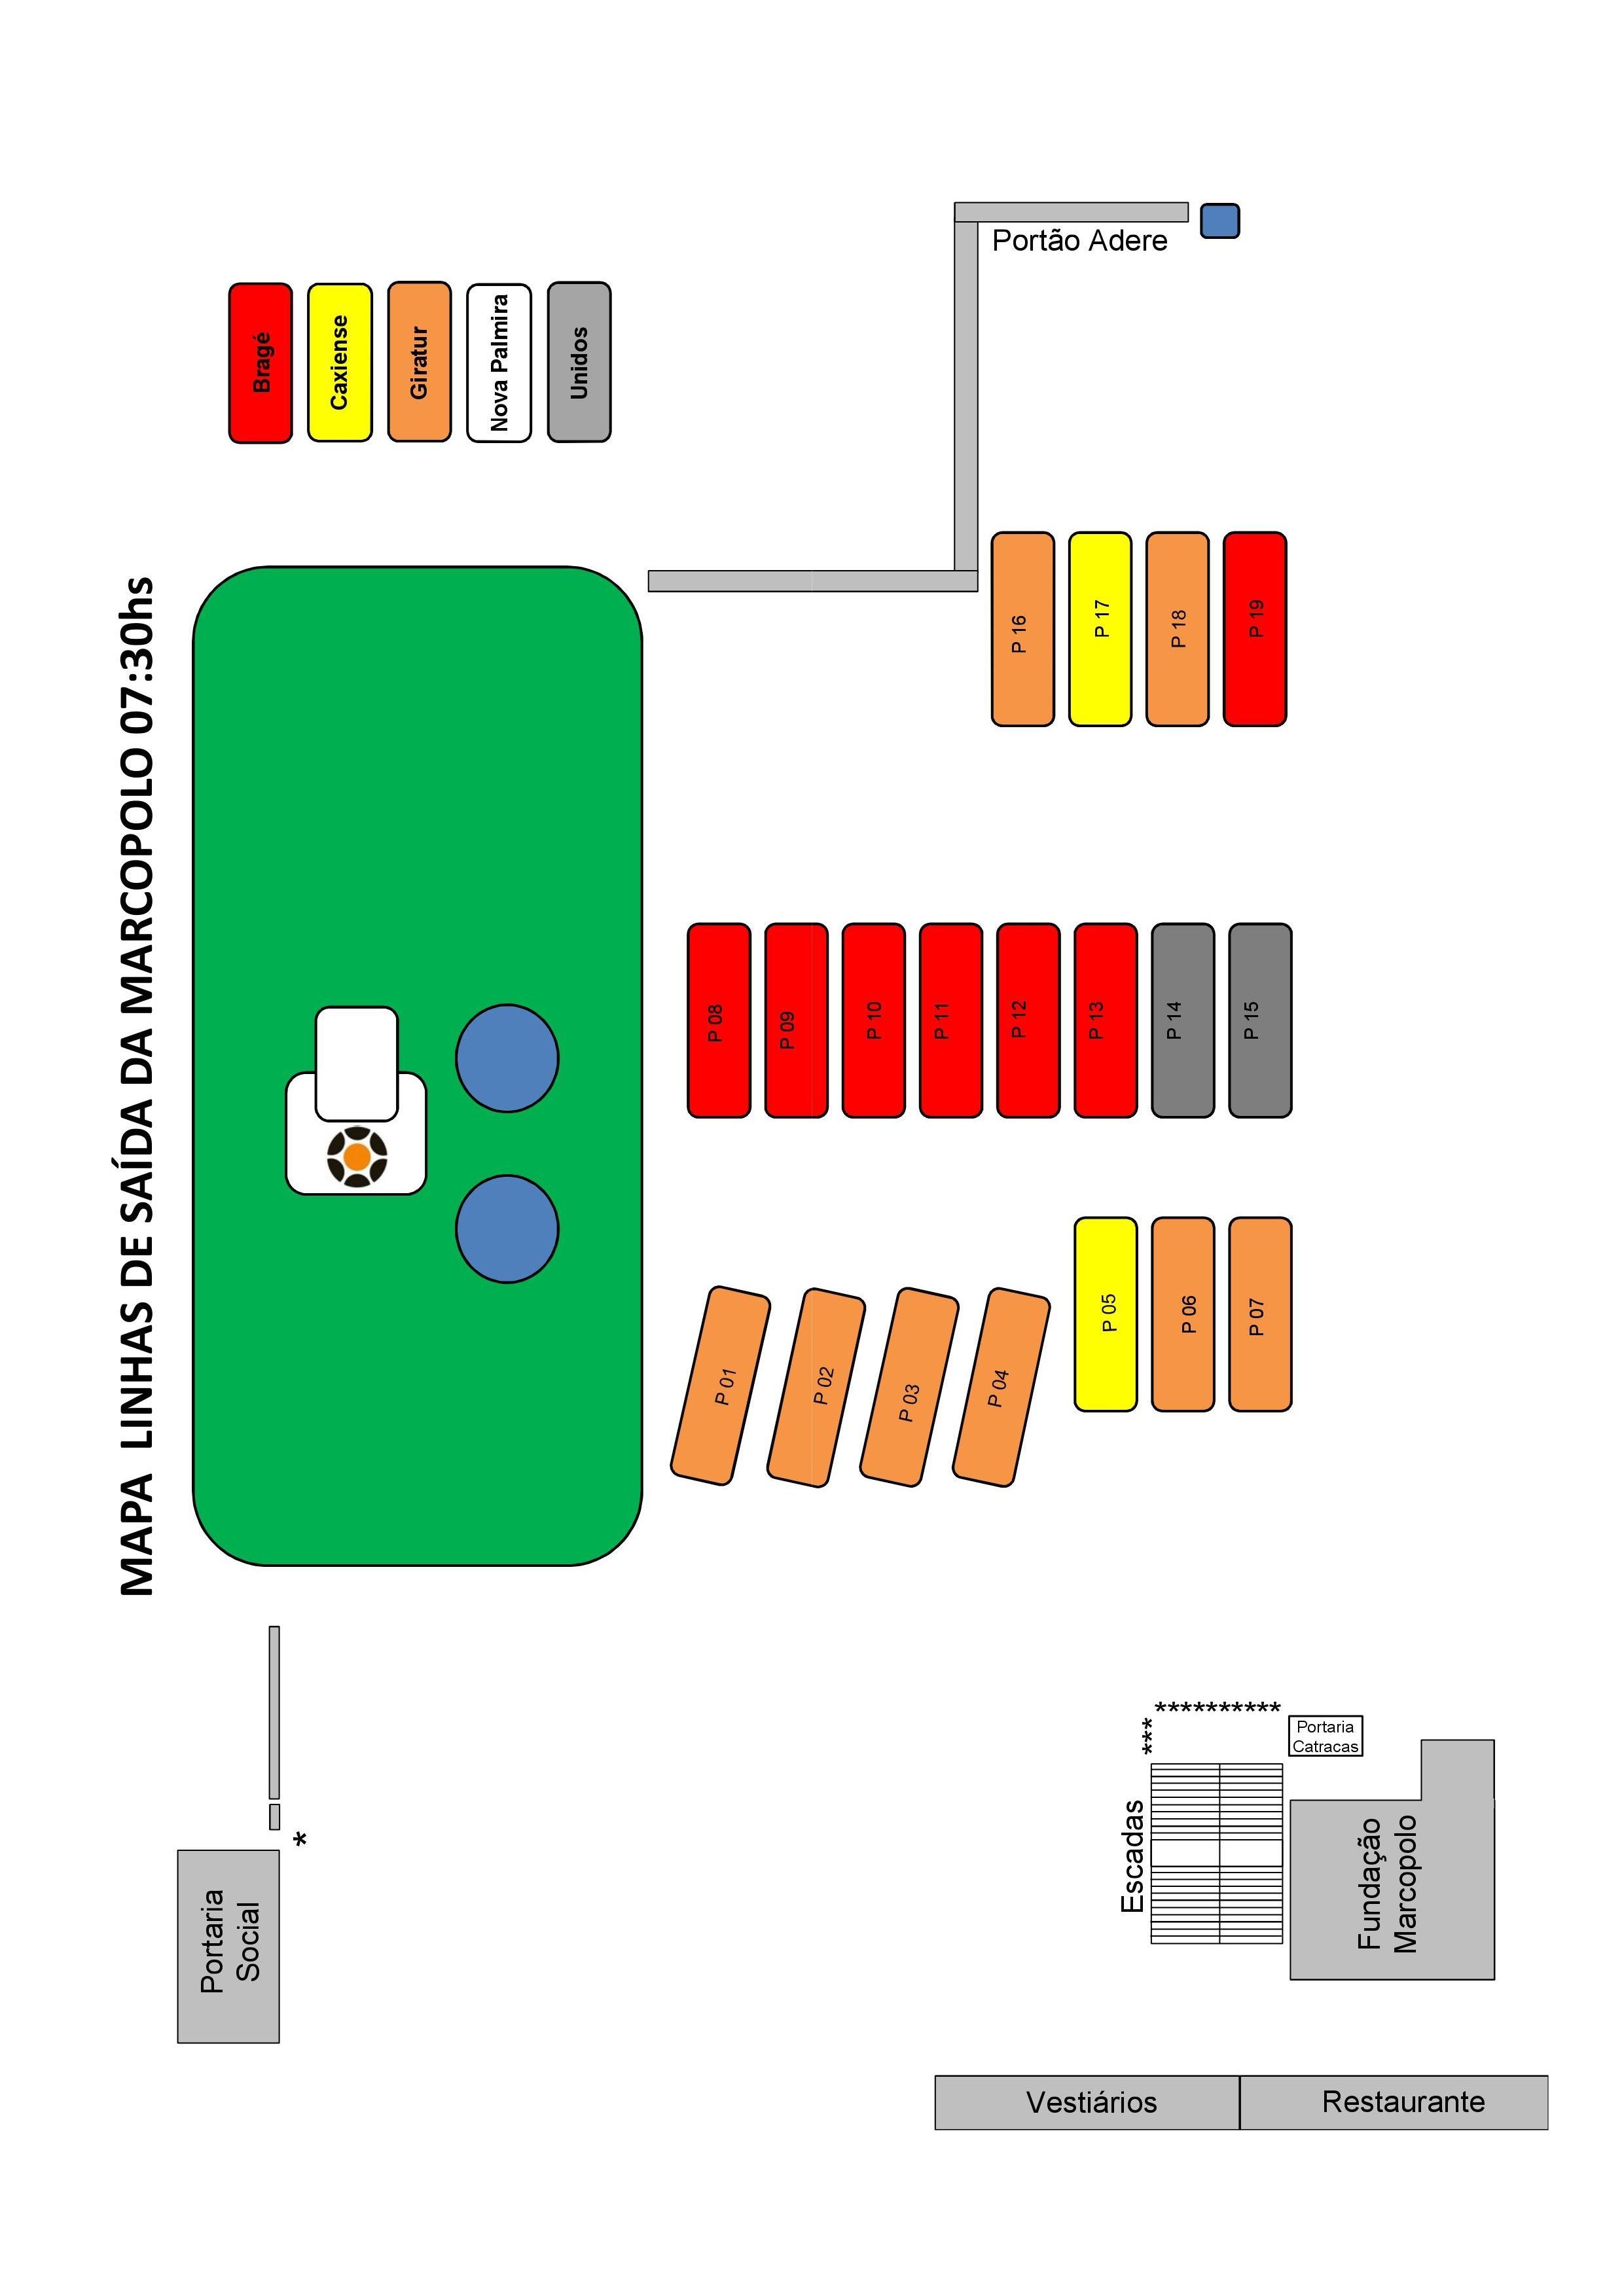 MAPA  LINHAS DE SAÍDA DA MARCOPOLO 07:30hs
Bragé
Caxiense
Giratur
Nova Palmira
Unidos
Portão Adere
P 16
P 17
P 18
P 19
P 08
P 09
P 10
P 11
P 12
P 13
P 14
P 15
P 01
P 02
P 03
P 04
P 05
P 06
P 07
***
**********
Portaria
Catracas
Escadas
Fundação
Marcopolo
*
Portaria
Social
Vestiários
Restaurante